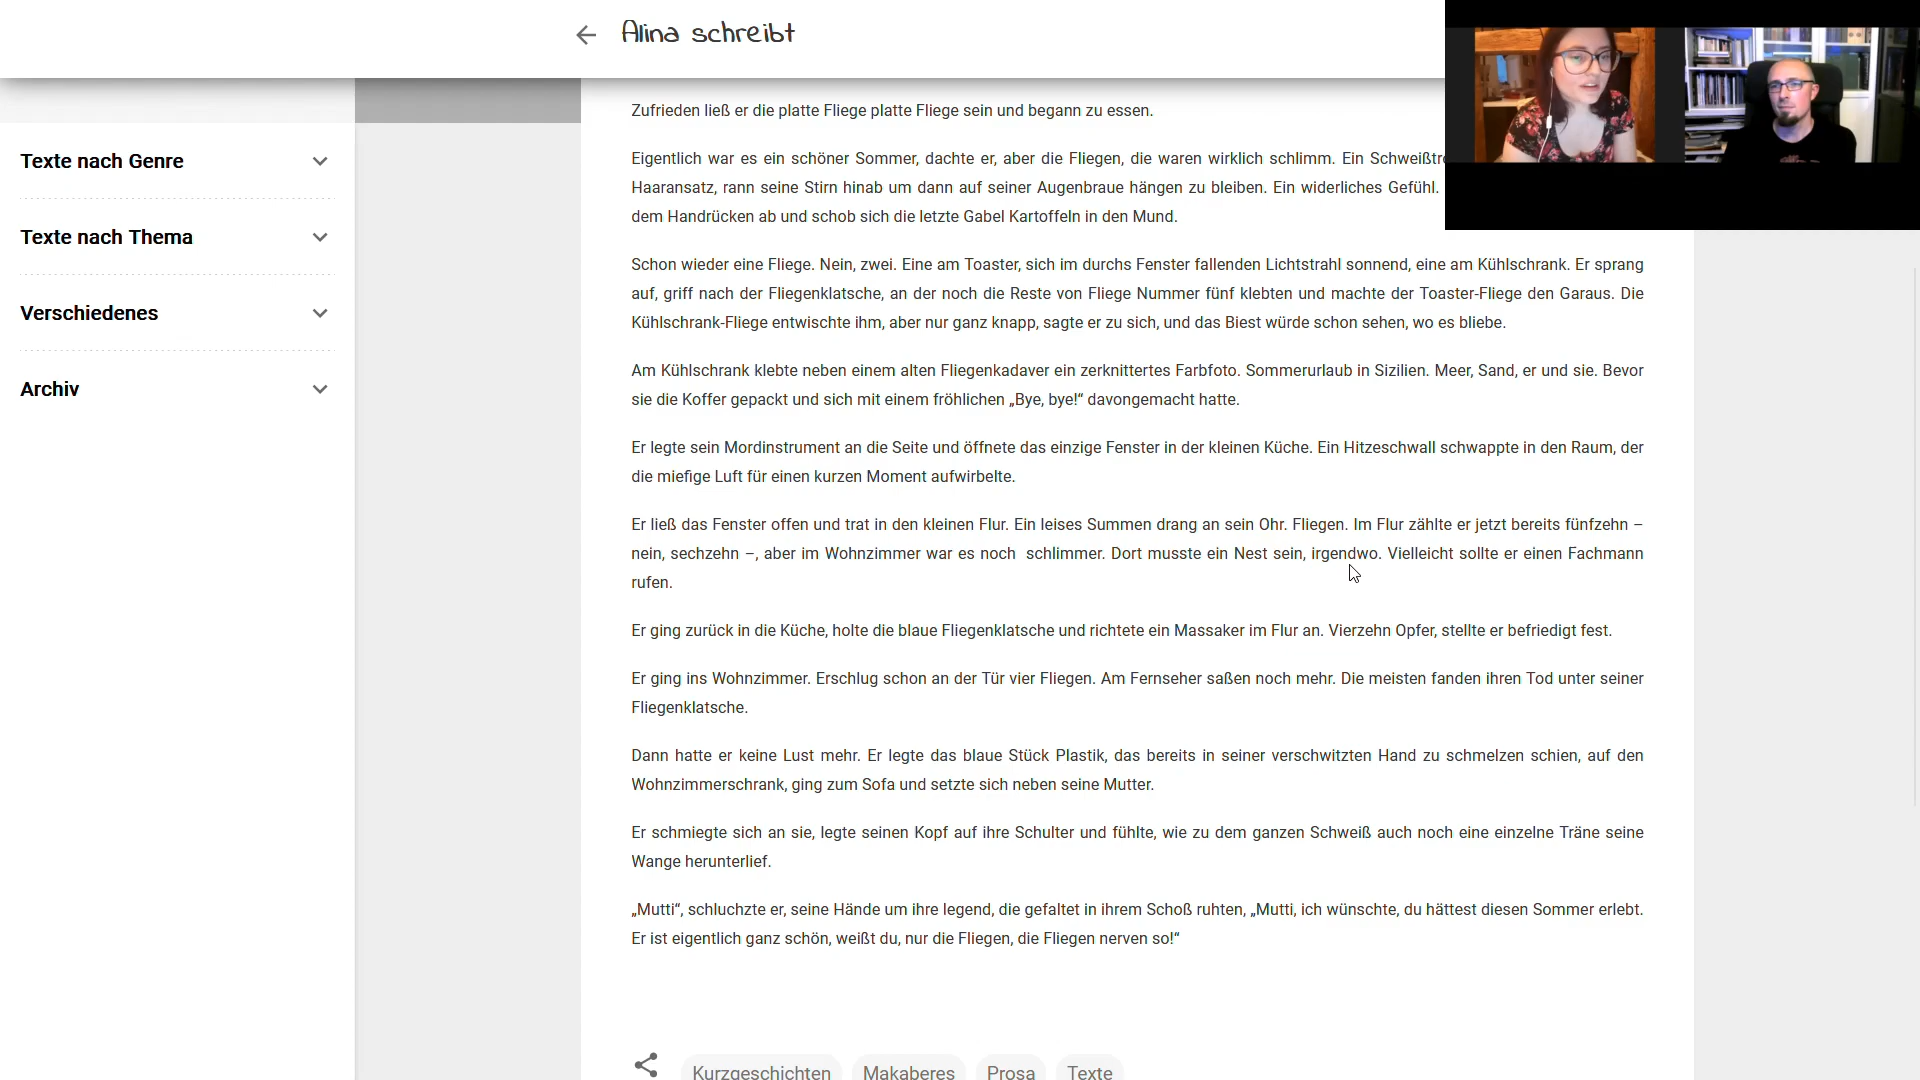 Alina schreibt
Texte nach Genre
Texte nach Thema
Verschiedenes
Archiv
Zufrieden ließ er die platte Fliege platte Fliege sein und begann zu essen.
Eigentlich war es ein schöner Sommer, dachte er, aber die Fliegen, die waren wirklich schlimm. Ein
Haaransatz, rann seine Stirn hinab um dann auf seiner Augenbraue hängen zu bleiben. Ein widerliches Gefühl.
dem Handrücken ab und schob sich die letzte Gabel Kartoffeln in den Mund.
Schon wieder eine Fliege. Nein, zwei. Eine am Toaster, sich im durchs Fenster fallenden Lichtstrahl sonnend, eine am Kühlschrank. Er sprang
auf, griff nach der Fliegenklatsche, an der noch die Reste von Fliege Nummer fünf klebten und machte der Toaster-Fliege den Garaus. Die
Kühlschrank-Fliege entwischte ihm, aber nur ganz knapp, sagte er zu sich, und das Biest würde schon sehen, wo es bliebe.
Am Kühlschrank klebte neben einem alten Fliegenkadaver ein zerknittertes Farbfoto. Sommerurlaub in Sizilien. Meer, Sand, er und sie. Bevor
sie die Koffer gepackt und sich mit einem fröhlichen „Bye, bye!“ davongemacht hatte.
Er legte sein Mordinstrument an die Seite und öffnete das einzige Fenster in der kleinen Küche. Ein Hitzeschwall schwappte in den Raum, der
die miefige Luft für einen kurzen Moment aufwirbelte.
Er ließ das Fenster offen und trat in den kleinen Flur. Ein leises Summen drang an sein Ohr. Fliegen. Im Flur zählte er jetzt bereits fünfzehn –
nein, sechzehn –, aber im Wohnzimmer war es noch  schlimmer. Dort musste ein Nest sein, irgendwo. Vielleicht sollte er einen Fachmann
rufen.
Er ging zurück in die Küche, holte die blaue Fliegenklatsche und richtete ein Massaker im Flur an. Vierzehn Opfer, stellte er befriedigt fest.
Er ging ins Wohnzimmer. Erschlug schon an der Tür vier Fliegen. Am Fernseher saßen noch mehr. Die meisten fanden ihren Tod unter seiner
Fliegenklatsche.
Dann hatte er keine Lust mehr. Er legte das blaue Stück Plastik, das bereits in seiner verschwitzten Hand zu schmelzen schien, auf den
Wohnzimmerschrank, ging zum Sofa und setzte sich neben seine Mutter.
Er schmiegte sich an sie, legte seinen Kopf auf ihre Schulter und fühlte, wie zu dem ganzen Schweiß auch noch eine einzelne Träne seine
Wange herunterlief.
„Mutti“, schluchzte er, seine Hände um ihre legend, die gefaltet in ihrem Schoß ruhten, „Mutti, ich wünschte, du hättest diesen Sommer erlebt.
Er ist eigentlich ganz schön, weißt du, nur die Fliegen, die Fliegen nerven so!“
Kurzgeschichten Makaberes Prosa Texte